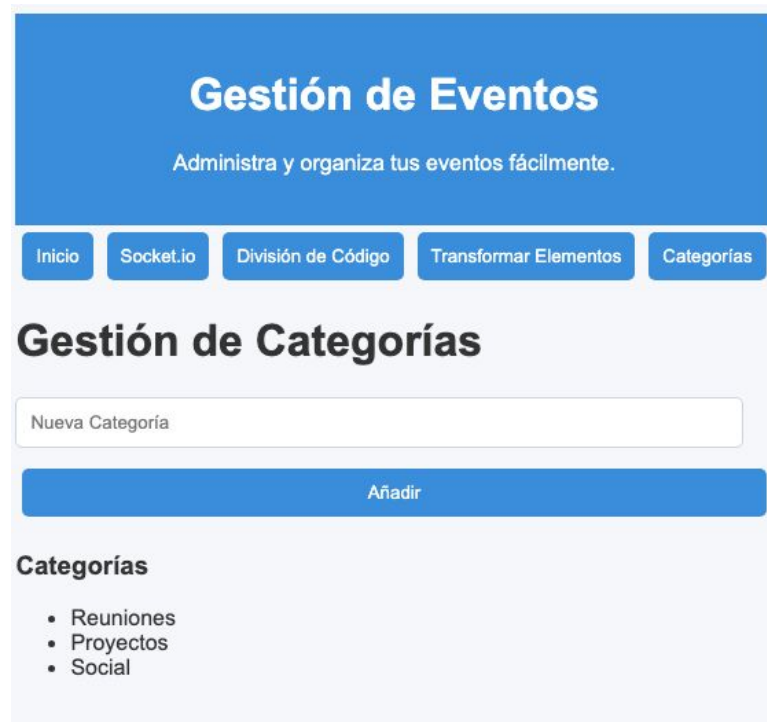 Gestión de Eventos
Administra y organiza tus eventos fácilmente.
Inicio Socket.io División de Código Transformar Elementos Categorías
Gestión de Categorías
Nueva Categoría
Añadir
Categorías
Reuniones
Proyectos
Social